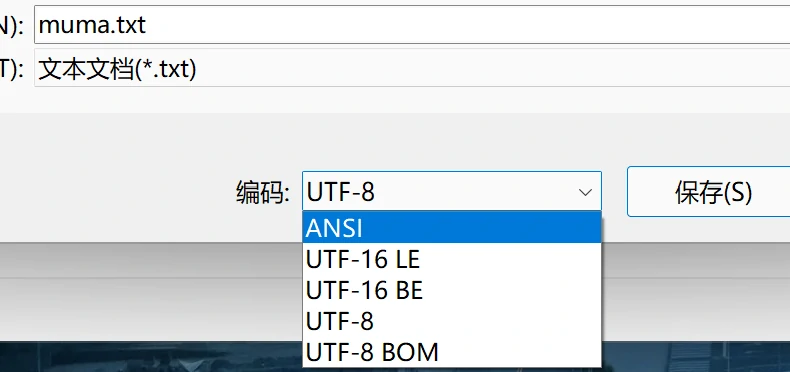 N): muma.txt
T): 文本文档(*.txt)
编码: UTF-8 保存(S)
ANSI
UTF-16 LE
UTF-16 BE
UTF-8
UTF-8 BOM